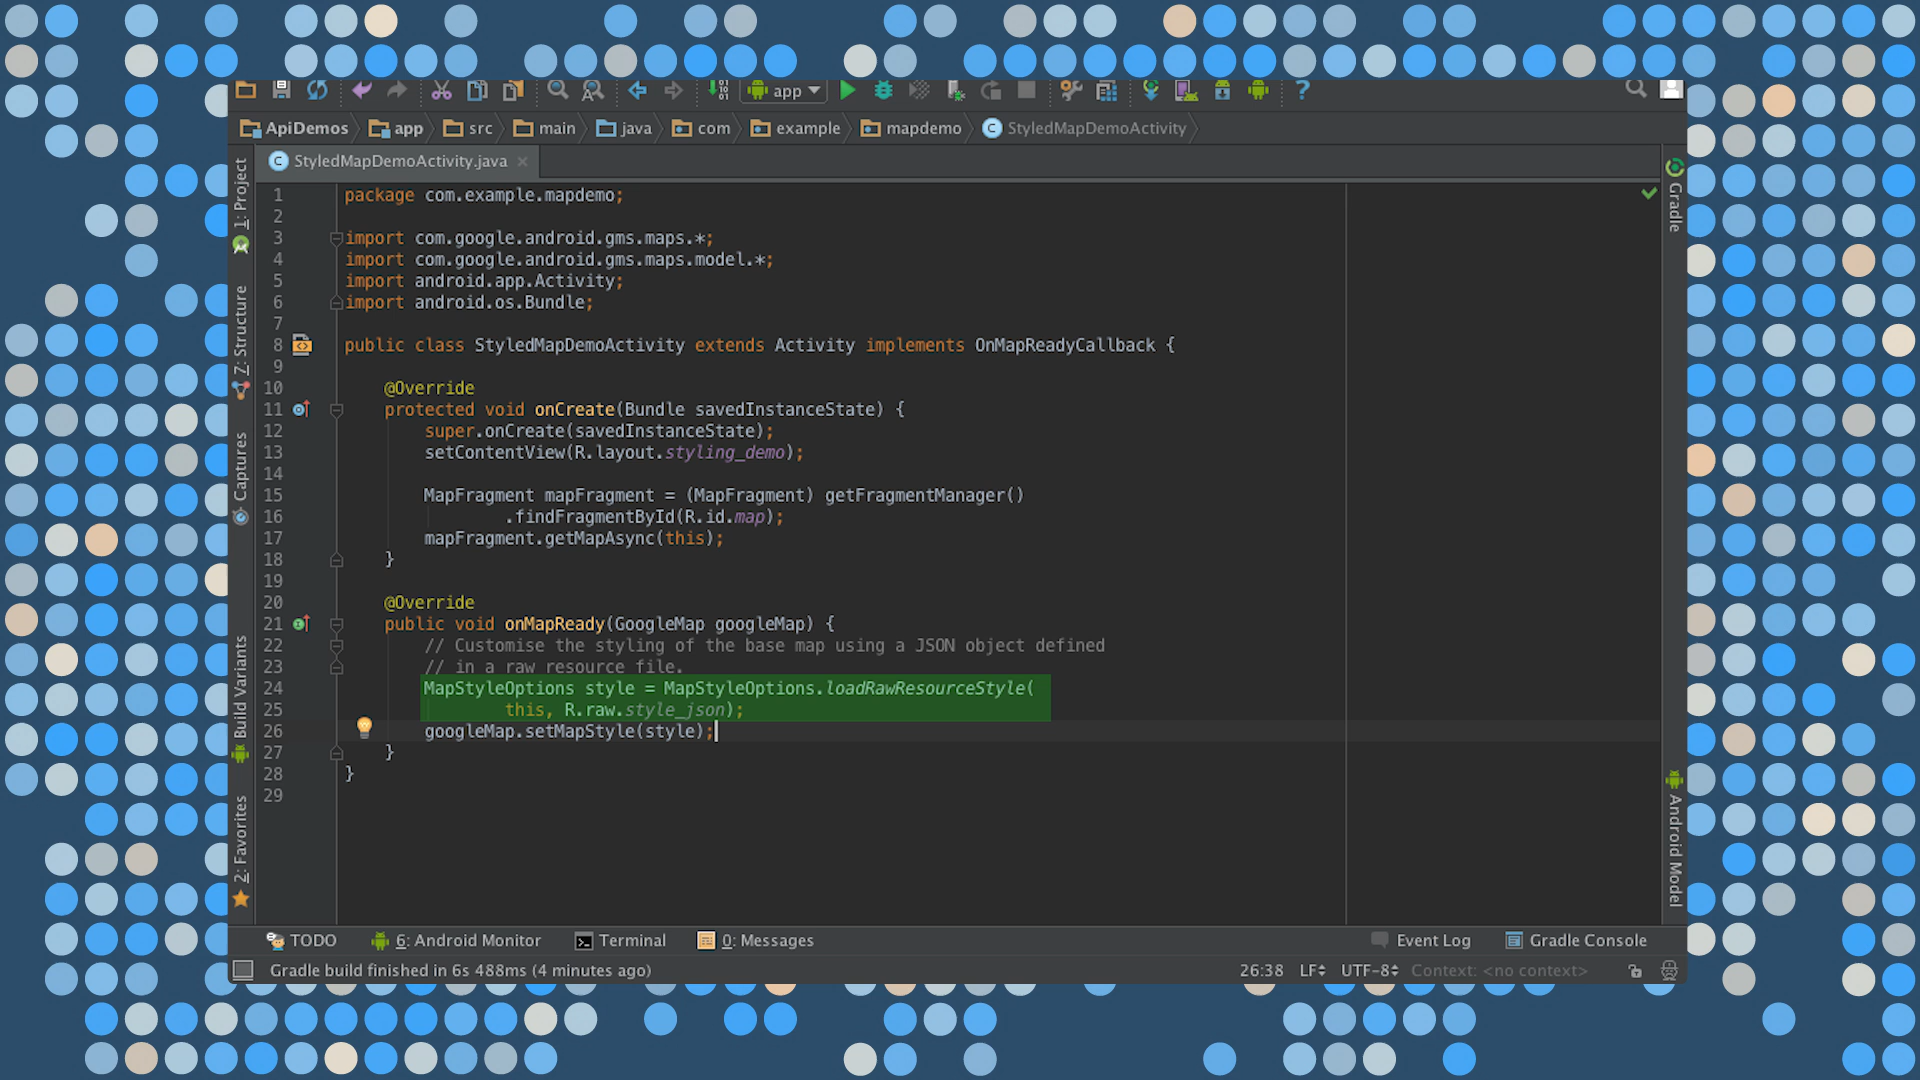 app
ApiDemos app src main java com example mapdemo StyledMapDemoActivity
StyledMapDemoActivity.java
1: Project
7: Structure
Captures
Build Variants
2: Favorites
Gradle
Android Model
1 package com.example.mapdemo;
2
3 import com.google.android.gms.maps.*;
4 import com.google.android.gms.maps.model.*;
5 import android.app.Activity;
6 import android.os.Bundle;
7
8 public class StyledMapDemoActivity extends Activity implements OnMapReadyCallback {
9
10 @Override
11 protected void onCreate(Bundle savedInstanceState) {
12 super.onCreate(savedInstanceState);
13 setContentView(R.layout.styling_demo);
14
15 MapFragment mapFragment = (MapFragment) getFragmentManager()
16 .findFragmentById(R.id.map);
17 mapFragment.getMapAsync(this);
18 }
19
20 @Override
21 public void onMapReady(GoogleMap googleMap) {
22 // Customise the styling of the base map using a JSON object defined
23 // in a raw resource file.
24 MapStyleOptions style = MapStyleOptions.loadRawResourceStyle(
25 this, R.raw.style_json);
26 googleMap.setMapStyle(style);
27 }
28 }
29
TODO 6: Android Monitor Terminal 0: Messages Event Log Gradle Console
Gradle build finished in 6s 488ms (4 minutes ago) 26:38 LF UTF-8 Context: <no context>